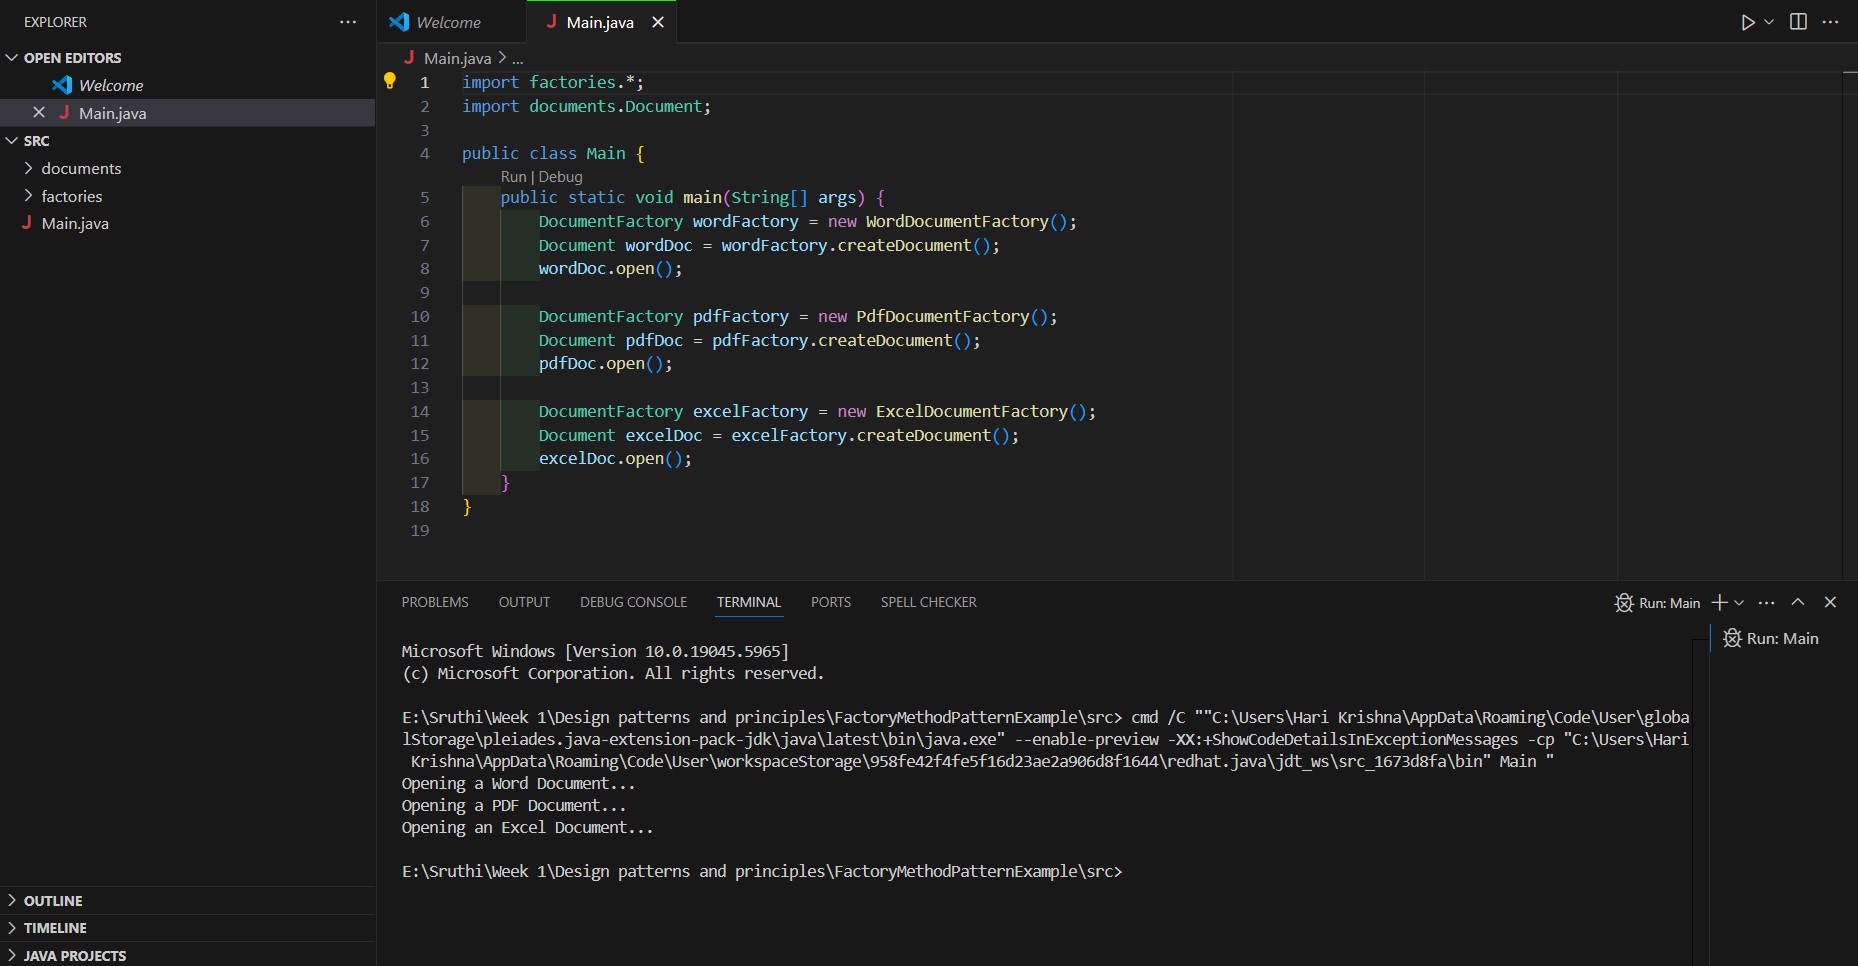 EXPLORER
OPEN EDITORS
Welcome
Main.java
SRC
documents
factories
Main.java
OUTLINE
TIMELINE
JAVA PROJECTS
Welcome
Main.java
Main.java > ...
1 import factories.*;
2 import documents.Document;
3
4 public class Main {
Run | Debug
5 public static void main(String[] args) {
6 DocumentFactory wordFactory = new WordDocumentFactory();
7 Document wordDoc = wordFactory.createDocument();
8 wordDoc.open();
9
10 DocumentFactory pdfFactory = new PdfDocumentFactory();
11 Document pdfDoc = pdfFactory.createDocument();
12 pdfDoc.open();
13
14 DocumentFactory excelFactory = new ExcelDocumentFactory();
15 Document excelDoc = excelFactory.createDocument();
16 excelDoc.open();
17 }
18 }
19
PROBLEMS OUTPUT DEBUG CONSOLE TERMINAL PORTS SPELL CHECKER
Run: Main
Run: Main
Microsoft Windows [Version 10.0.19045.5965]
(c) Microsoft Corporation. All rights reserved.
E:\Sruthi\Week 1\Design patterns and principles\FactoryMethodPatternExample\src> cmd /C ""C:\Users\Hari Krishna\AppData\Roaming\Code\User\globa
lStorage\pleiades.java-extension-pack-jdk\java\latest\bin\java.exe" --enable-preview -XX:+ShowCodeDetailsInExceptionMessages -cp "C:\Users\Hari
Krishna\AppData\Roaming\Code\User\workspaceStorage\958fe42f4fe5f16d23ae2a906d8f1644\redhat.java\jdt_ws\src_1673d8fa\bin" Main "
Opening a Word Document...
Opening a PDF Document...
Opening an Excel Document...
E:\Sruthi\Week 1\Design patterns and principles\FactoryMethodPatternExample\src>